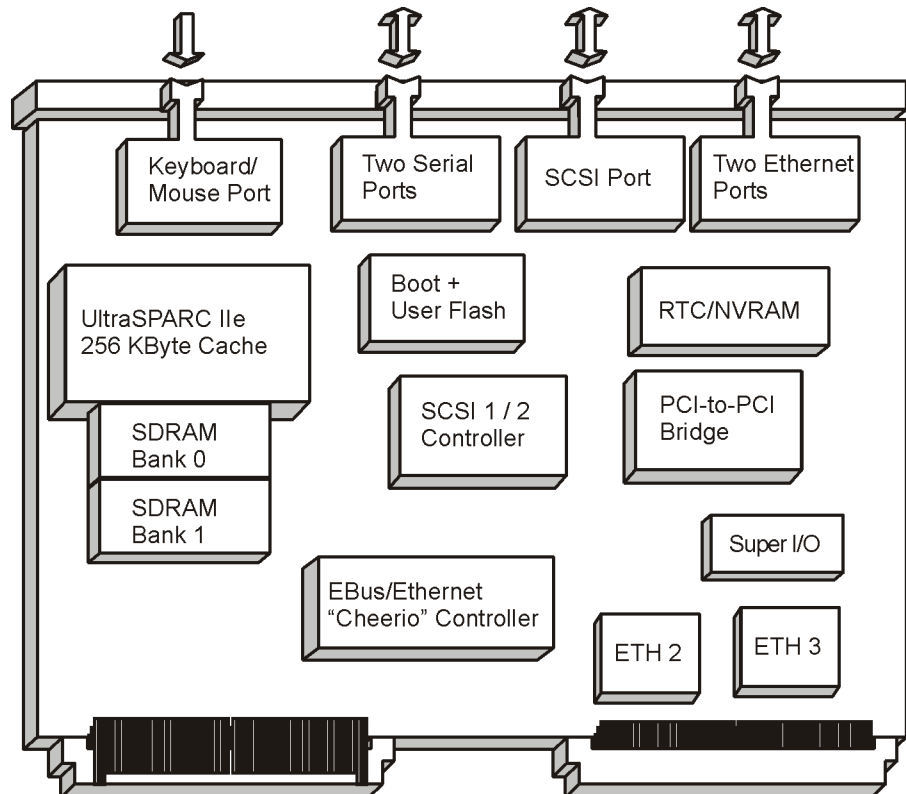 Keyboard/
Mouse Port
Two Serial
Ports
SCSI Port
Two Ethernet
Ports
UltraSPARC IIe
256 KByte Cache
Boot +
User Flash
RTC/NVRAM
SDRAM
Bank 0
SCSI 1 / 2
Controller
PCI-to-PCI
Bridge
SDRAM
Bank 1
Super I/O
EBus/Ethernet
“Cheerio” Controller
ETH 2
ETH 3